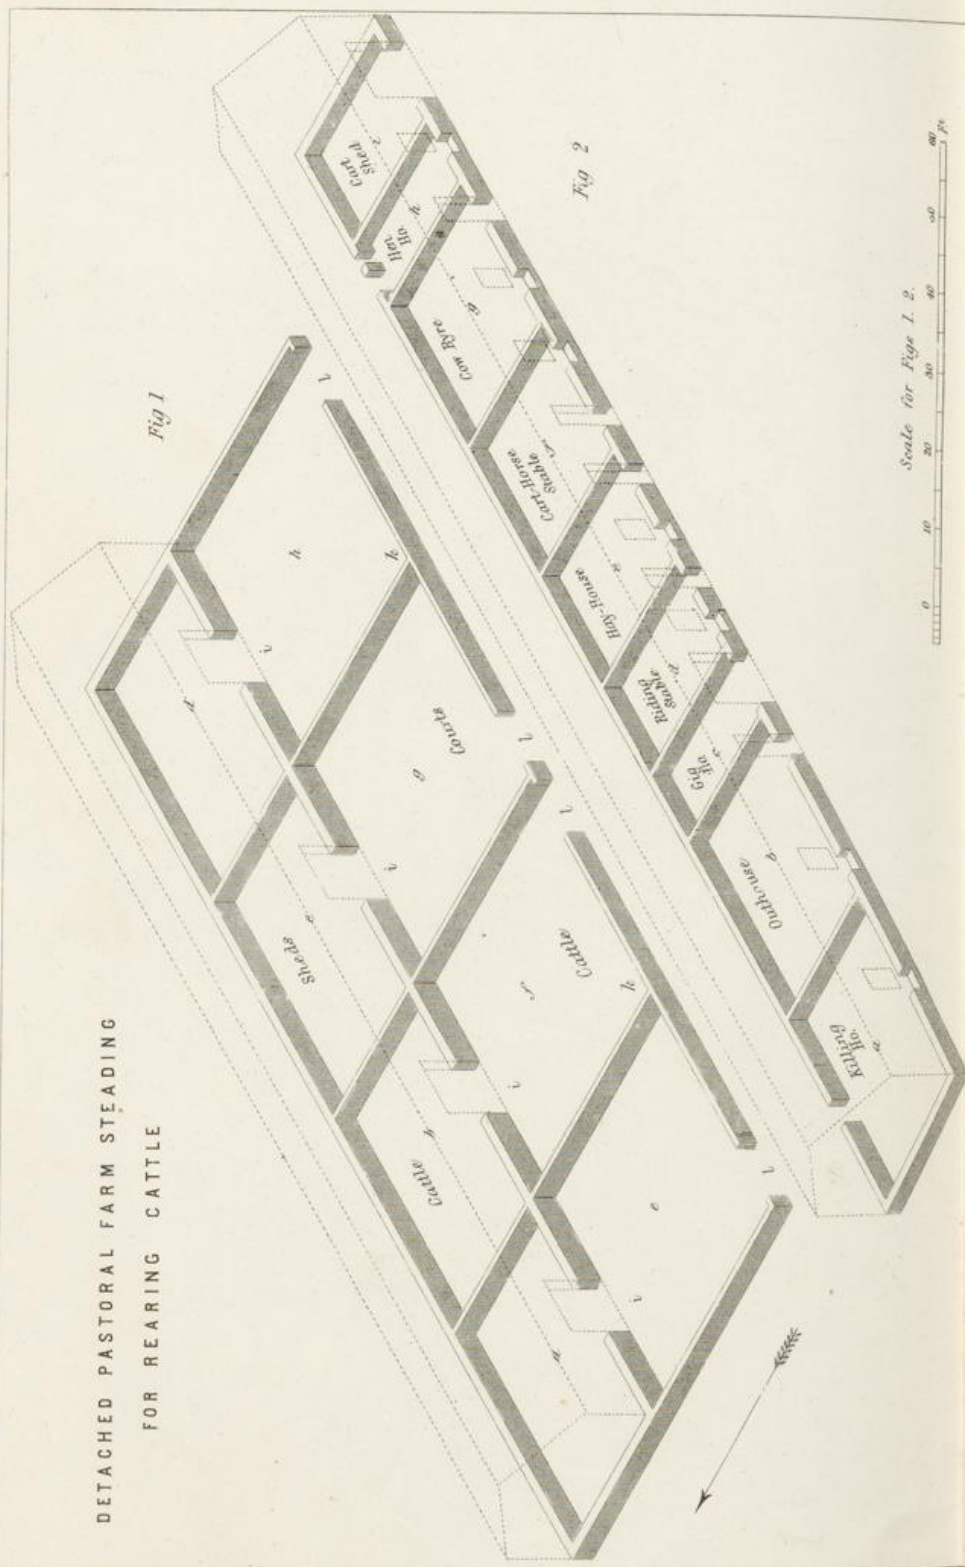 DETACHED PASTORAL FARM STEADING
FOR REARING CATTLE
Fig 1
Cattle
Sheds
a
b
c
d
Cattle
Courts
e
f
g
h
i
i
i
i
k
k
l
l
l
l
Fig 2
Killing
Ho.
a
Outhouse
b
Gig
Ho.
c
Riding
Stable
d
Hay-House
e
Cart-Horse
Stable
f
Cow Byre
g
Hen
Ho.
h
Cart
Shed
i
Scale for Figs 1. 2.
0 10 20 30 40 50 60 Ft.